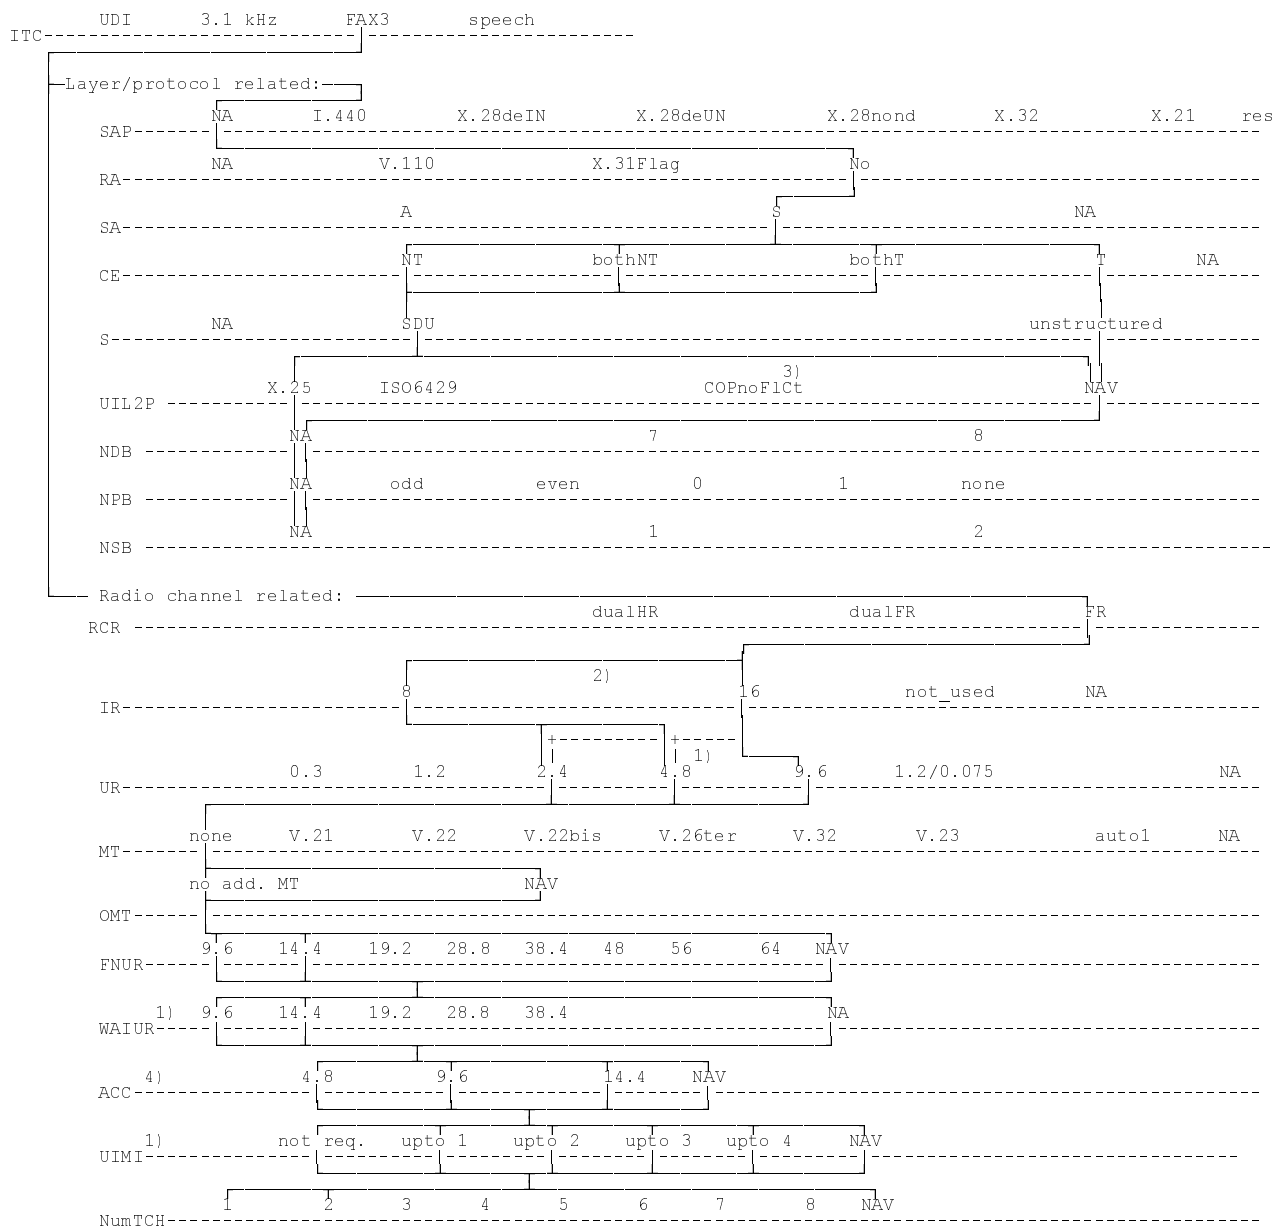 UDI 3.1 kHz FAX3 speech
ITC
Layer/protocol related:
NA I.440 X.28deIN X.28deUN X.28nond X.32 X.21 res
SAP
NA V.110 X.31Flag No
RA
A S NA
SA
NT bothNT bothT T NA
CE
NA SDU unstructured
S
3)
X.25 ISO6429 COPnoFlCt NAV
UIL2P
NA 7 8
NDB
NA odd even 0 1 none
NPB
NA 1 2
NSB
Radio channel related:
dualHR dualFR FR
RCR
2)
8 16 not_used NA
IR
1)
0.3 1.2 2.4 4.8 9.6 1.2/0.075 NA
UR
none V.21 V.22 V.22bis V.26ter V.32 V.23 auto1 NA
MT
no add. MT NAV
OMT
9.6 14.4 19.2 28.8 38.4 48 56 64 NAV
FNUR
1) 9.6 14.4 19.2 28.8 38.4 NA
WAIUR
4) 4.8 9.6 14.4 NAV
ACC
1) not req. upto 1 upto 2 upto 3 upto 4 NAV
UIMI
1 2 3 4 5 6 7 8 NAV
NumTCH